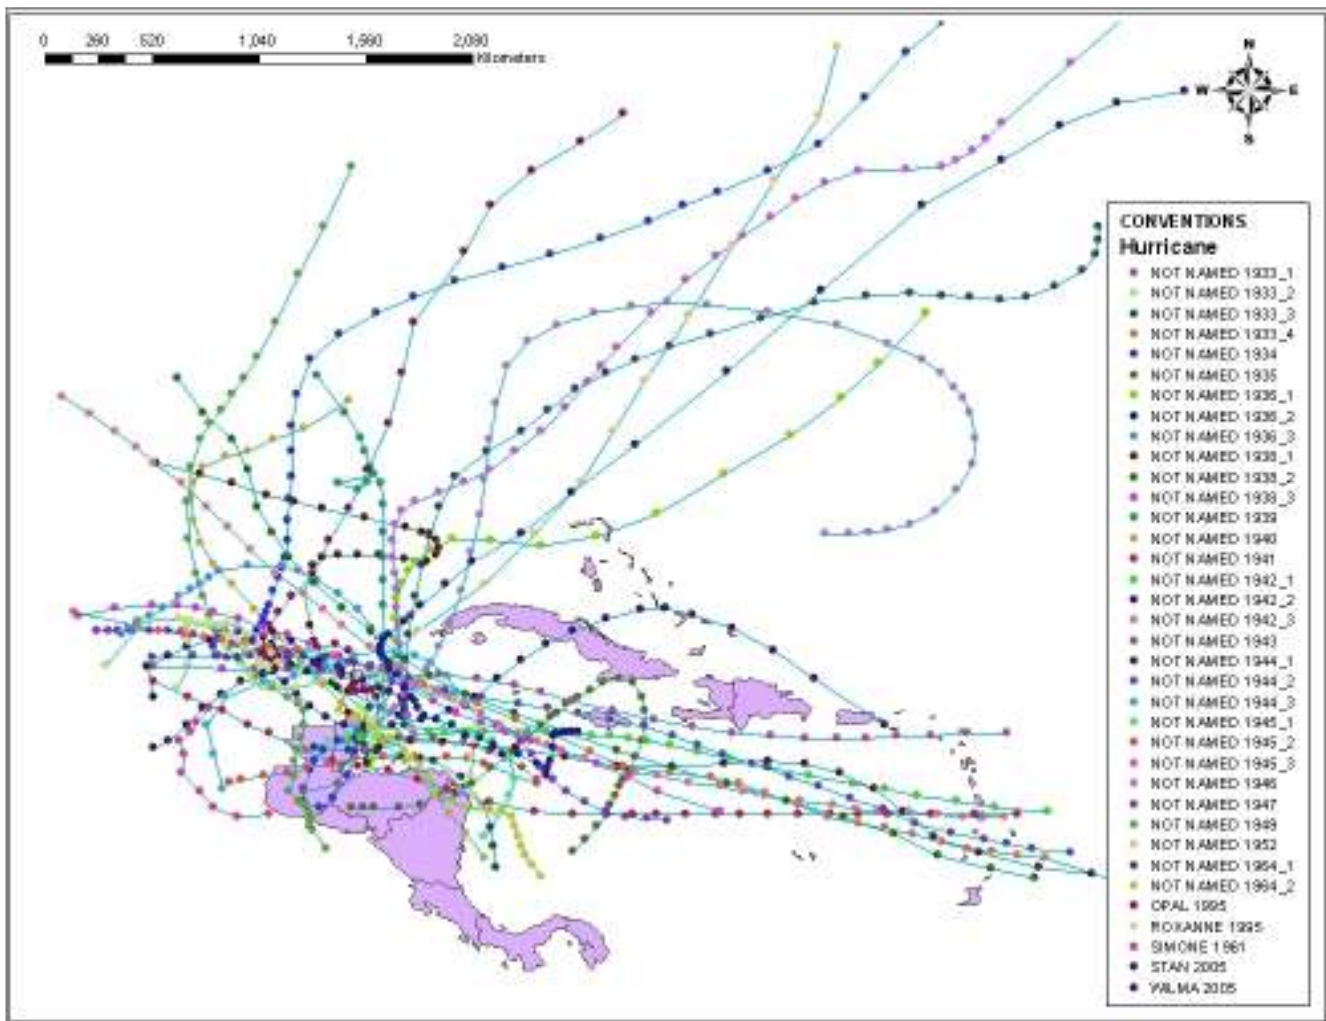 0 260 520 1,040 1,560 2,080
Kilometers
N
W E
S
CONVENTIONS
Hurricane
NOT NAMED 1933_1
NOT NAMED 1933_2
NOT NAMED 1933_3
NOT NAMED 1933_4
NOT NAMED 1934
NOT NAMED 1935
NOT NAMED 1936_1
NOT NAMED 1936_2
NOT NAMED 1936_3
NOT NAMED 1938_1
NOT NAMED 1938_2
NOT NAMED 1938_3
NOT NAMED 1939
NOT NAMED 1940
NOT NAMED 1941
NOT NAMED 1942_1
NOT NAMED 1942_2
NOT NAMED 1942_3
NOT NAMED 1943
NOT NAMED 1944_1
NOT NAMED 1944_2
NOT NAMED 1944_3
NOT NAMED 1945_1
NOT NAMED 1945_2
NOT NAMED 1945_3
NOT NAMED 1946
NOT NAMED 1947
NOT NAMED 1949
NOT NAMED 1952
NOT NAMED 1964_1
NOT NAMED 1964_2
OPAL 1995
ROXANNE 1995
SIMONE 1961
STAN 2005
WILMA 2005